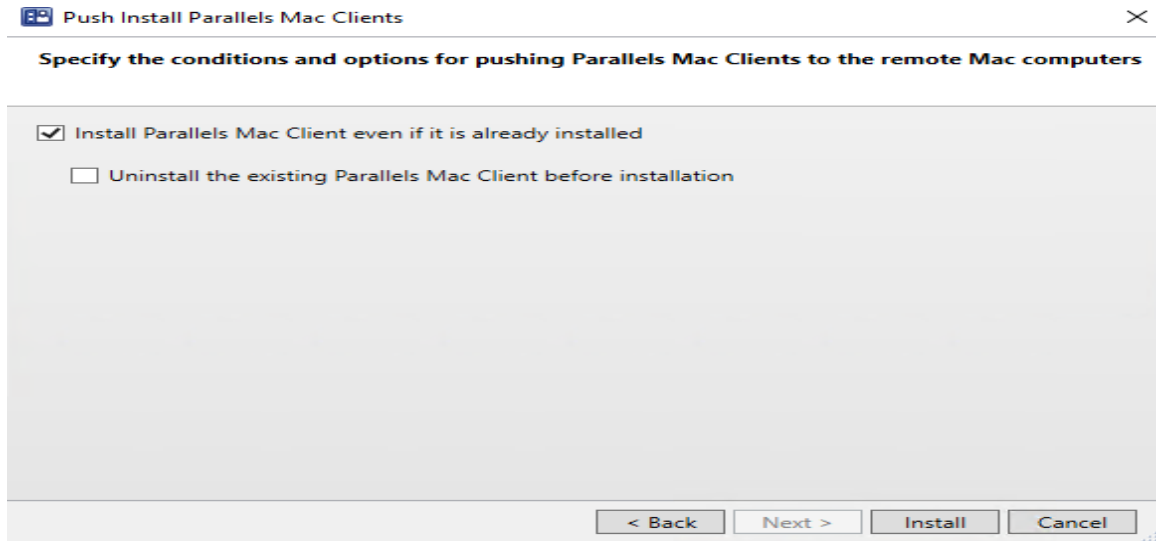 Push Install Parallels Mac Clients
Specify the conditions and options for pushing Parallels Mac Clients to the remote Mac computers
Install Parallels Mac Client even if it is already installed
Uninstall the existing Parallels Mac Client before installation
< Back Next > Install Cancel